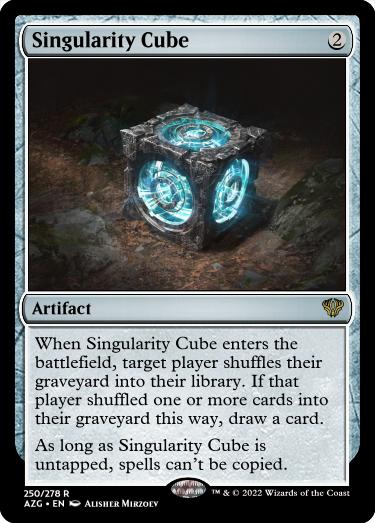 Singularity Cube 2
Artifact
When Singularity Cube enters the
battlefield, target player shuffles their
graveyard into their library. If that
player shuffled one or more cards into
their graveyard this way, draw a card.
As long as Singularity Cube is
untapped, spells can't be copied.
250/278 R
AZG • EN ALISHER MIRZOEV
™ & © 2022 Wizards of the Coast